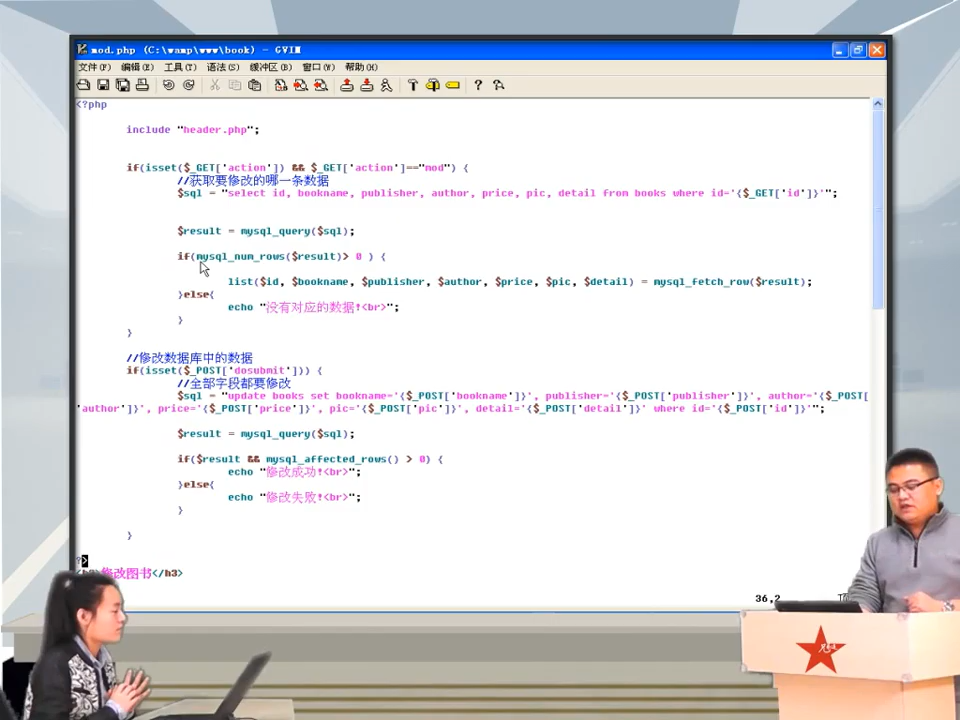 mod.php (C:\wamp\www\book) - GVIM
文件(F) 编辑(E) 工具(T) 语法(S) 缓冲区(B) 窗口(W) 帮助(H)
<?php
include "header.php";
if(isset($_GET['action']) && $_GET['action']=="mod") {
//获取要修改的哪一条数据
$sql = "select id, bookname, publisher, author, price, pic, detail from books where id='{$_GET['id']}'";
$result = mysql_query($sql);
if(mysql_num_rows($result)> 0 ) {
list($id, $bookname, $publisher, $author, $price, $pic, $detail) = mysql_fetch_row($result);
}else{
echo "没有对应的数据!<br>";
}
}
//修改数据库中的数据
if(isset($_POST['dosubmit'])) {
//全部字段都要修改
$sql = "update books set bookname='{$_POST['bookname']}', publisher='{$_POST['publisher']}', author='{$_POST[
'author']}', price='{$_POST['price']}', pic='{$_POST['pic']}', detail='{$_POST['detail']}' where id='{$_POST['id']}'";
$result = mysql_query($sql);
if($result && mysql_affected_rows() > 0) {
echo "修改成功!<br>";
}else{
echo "修改失败!<br>";
}
}
?>
修改图书</h3>
36,2